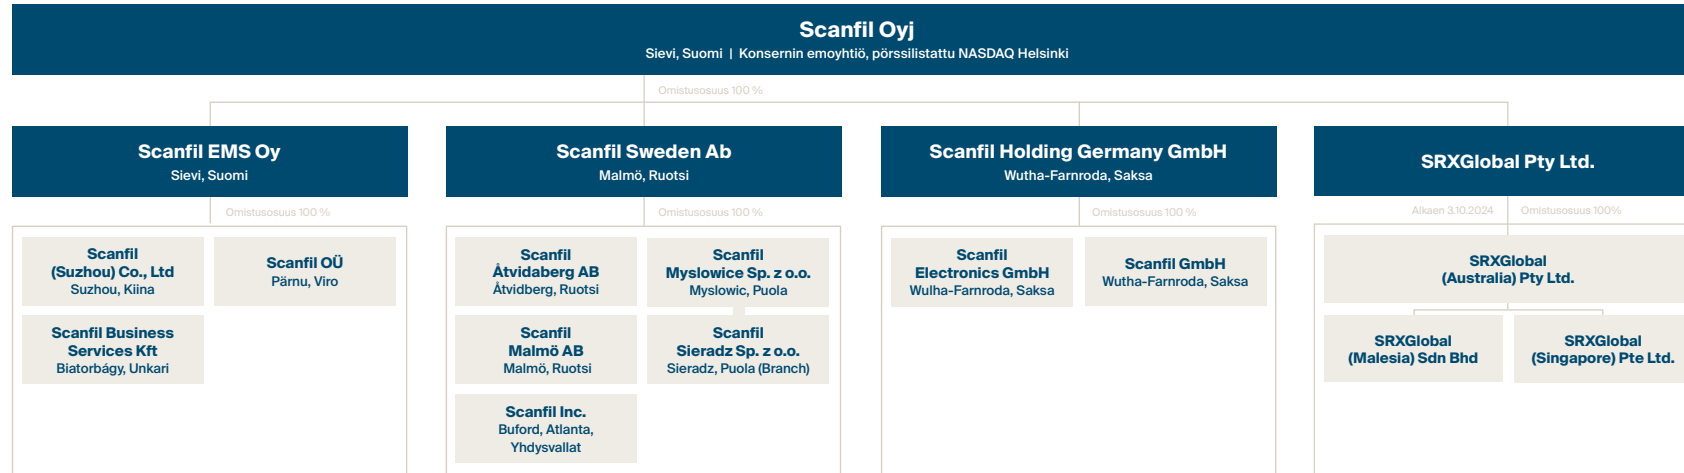 Scanfil Oyj
Sievi, Suomi | Konsernin emoyhtiö, pörssilistattu NASDAQ Helsinki
Omistusosuus 100 %
Scanfil EMS Oy
Sievi, Suomi
Omistusosuus 100 %
Scanfil
(Suzhou) Co., Ltd
Suzhou, Kiina
Scanfil OÜ
Pärnu, Viro
Scanfil Business
Services Kft
Biatorbágy, Unkari
Scanfil Sweden Ab
Malmö, Ruotsi
Omistusosuus 100 %
Scanfil
Åtvidaberg AB
Åtvidberg, Ruotsi
Scanfil
Myslowice Sp. z o.o.
Myslowic, Puola
Scanfil
Malmö AB
Malmö, Ruotsi
Scanfil
Sieradz Sp. z o.o.
Sieradz, Puola (Branch)
Scanfil Inc.
Buford, Atlanta,
Yhdysvallat
Scanfil Holding Germany GmbH
Wutha-Farnroda, Saksa
Omistusosuus 100 %
Scanfil
Electronics GmbH
Wulha-Farnroda, Saksa
Scanfil GmbH
Wutha-Farnroda, Saksa
SRXGlobal Pty Ltd.
Alkaen 3.10.2024
Omistusosuus 100%
SRXGlobal
(Australia) Pty Ltd.
SRXGlobal
(Malesia) Sdn Bhd
SRXGlobal
(Singapore) Pte Ltd.